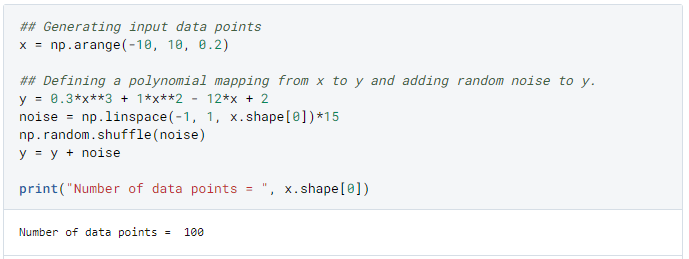 ## Generating input data points
x = np.arange(-10, 10, 0.2)
## Defining a polynomial mapping from x to y and adding random noise to y.
y = 0.3*x**3 + 1*x**2 - 12*x + 2
noise = np.linspace(-1, 1, x.shape[0])*15
np.random.shuffle(noise)
y = y + noise
print("Number of data points = ", x.shape[0])
Number of data points =  100